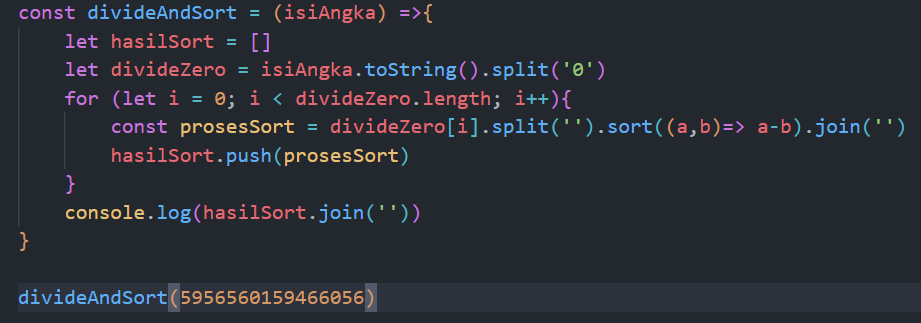 const divideAndSort = (isiAngka) =>{
    let hasilSort = []
    let divideZero = isiAngka.toString().split('0')
    for (let i = 0; i < divideZero.length; i++){
        const prosesSort = divideZero[i].split('').sort((a,b)=> a-b).join('')
        hasilSort.push(prosesSort)
    }
    console.log(hasilSort.join(''))
}
divideAndSort(5956560159466056)